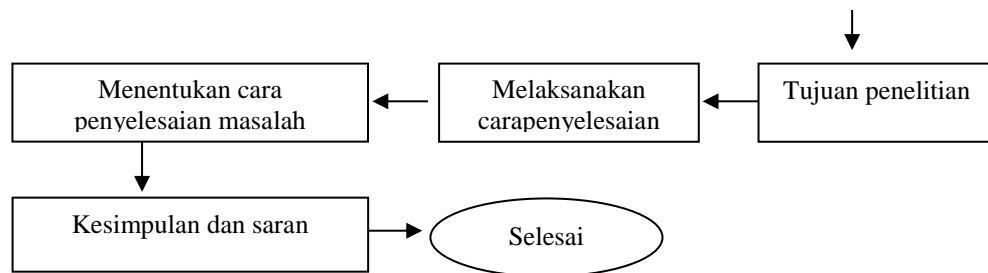 Menentukan cara
penyelesaian masalah
Melaksanakan
carapenyelesaian
Tujuan penelitian
Kesimpulan dan saran
Selesai